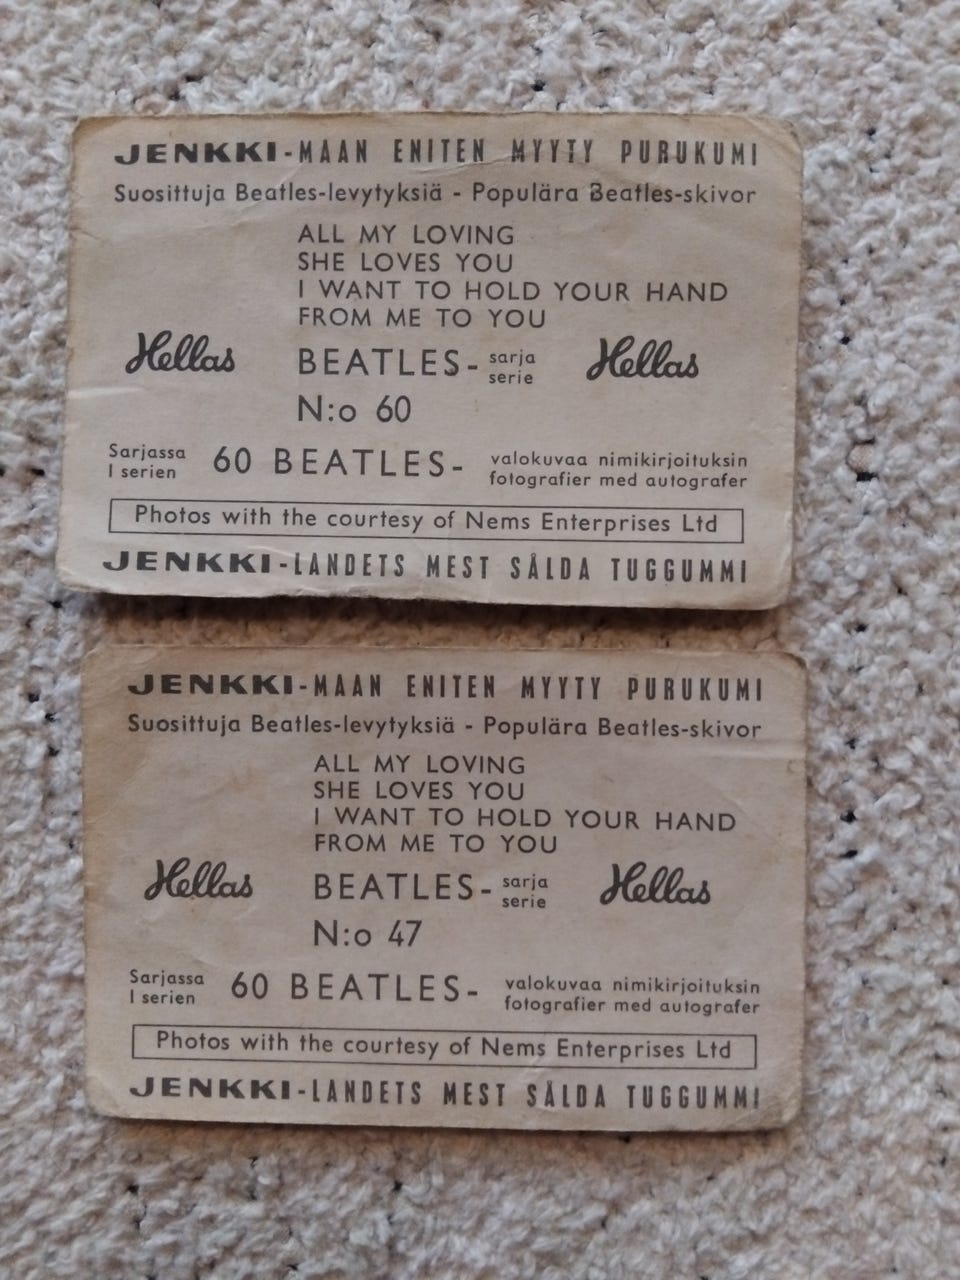 JENKKI-MAAN ENITEN MYYTY PURUKUMI
Suosittuja Beatles-levytyksiä - Populära Beatles-skivor
ALL MY LOVING
SHE LOVES YOU
I WANT TO HOLD YOUR HAND
FROM ME TO YOU
Hellas BEATLES- sarja serie Hellas
N:o 60
Sarjassa I serien 60 BEATLES- valokuvaa nimikirjoituksin fotografier med autografer
Photos with the courtesy of Nems Enterprises Ltd
JENKKI-LANDETS MEST SÅLDA TUGGUMMI
JENKKI-MAAN ENITEN MYYTY PURUKUMI
Suosittuja Beatles-levytyksiä - Populära Beatles-skivor
ALL MY LOVING
SHE LOVES YOU
I WANT TO HOLD YOUR HAND
FROM ME TO YOU
Hellas BEATLES- sarja serie Hellas
N:o 47
Sarjassa I serien 60 BEATLES- valokuvaa nimikirjoituksin fotografier med autografer
Photos with the courtesy of Nems Enterprises Ltd
JENKKI-LANDETS MEST SÅLDA TUGGUMMI